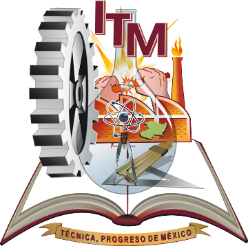 ITM
TÉCNICA, PROGRESO DE MÉXICO